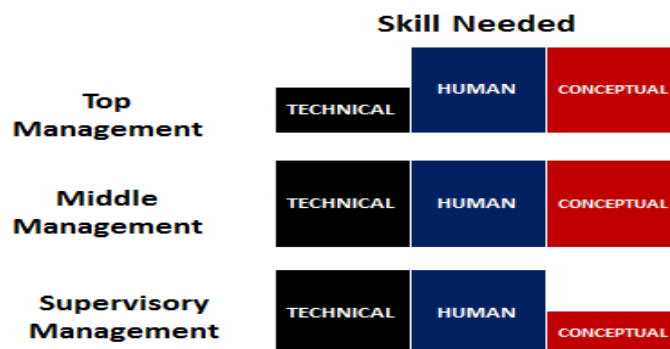 Skill Needed
Top
Management
TECHNICAL
HUMAN
CONCEPTUAL
Middle
Management
TECHNICAL
HUMAN
CONCEPTUAL
Supervisory
Management
TECHNICAL
HUMAN
CONCEPTUAL